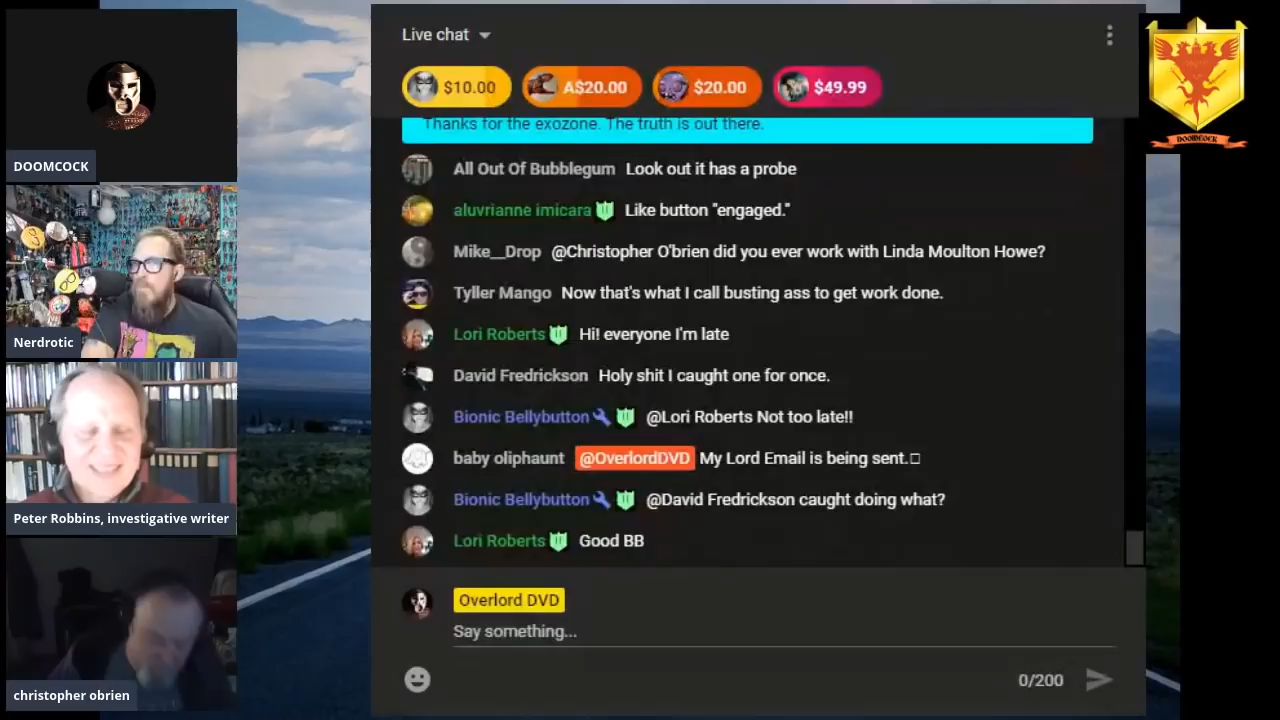 DOOMCOCK
Nerdrotic
Peter Robbins, investigative writer
christopher obrien
Live chat
$10.00 A$20.00 $20.00 $49.99
Thanks for the exozone. The truth is out there.
All Out Of Bubblegum Look out it has a probe
aluvrianne imicara Like button "engaged."
Mike__Drop @Christopher O'brien did you ever work with Linda Moulton Howe?
Tyller Mango Now that's what I call busting ass to get work done.
Lori Roberts Hi! everyone I'm late
David Fredrickson Holy shit I caught one for once.
Bionic Bellybutton @Lori Roberts Not too late!!
baby oliphaunt @OverlordDVD My Lord Email is being sent.
Bionic Bellybutton @David Fredrickson caught doing what?
Lori Roberts Good BB
Overlord DVD
Say something...
0/200
DOOMCOCK